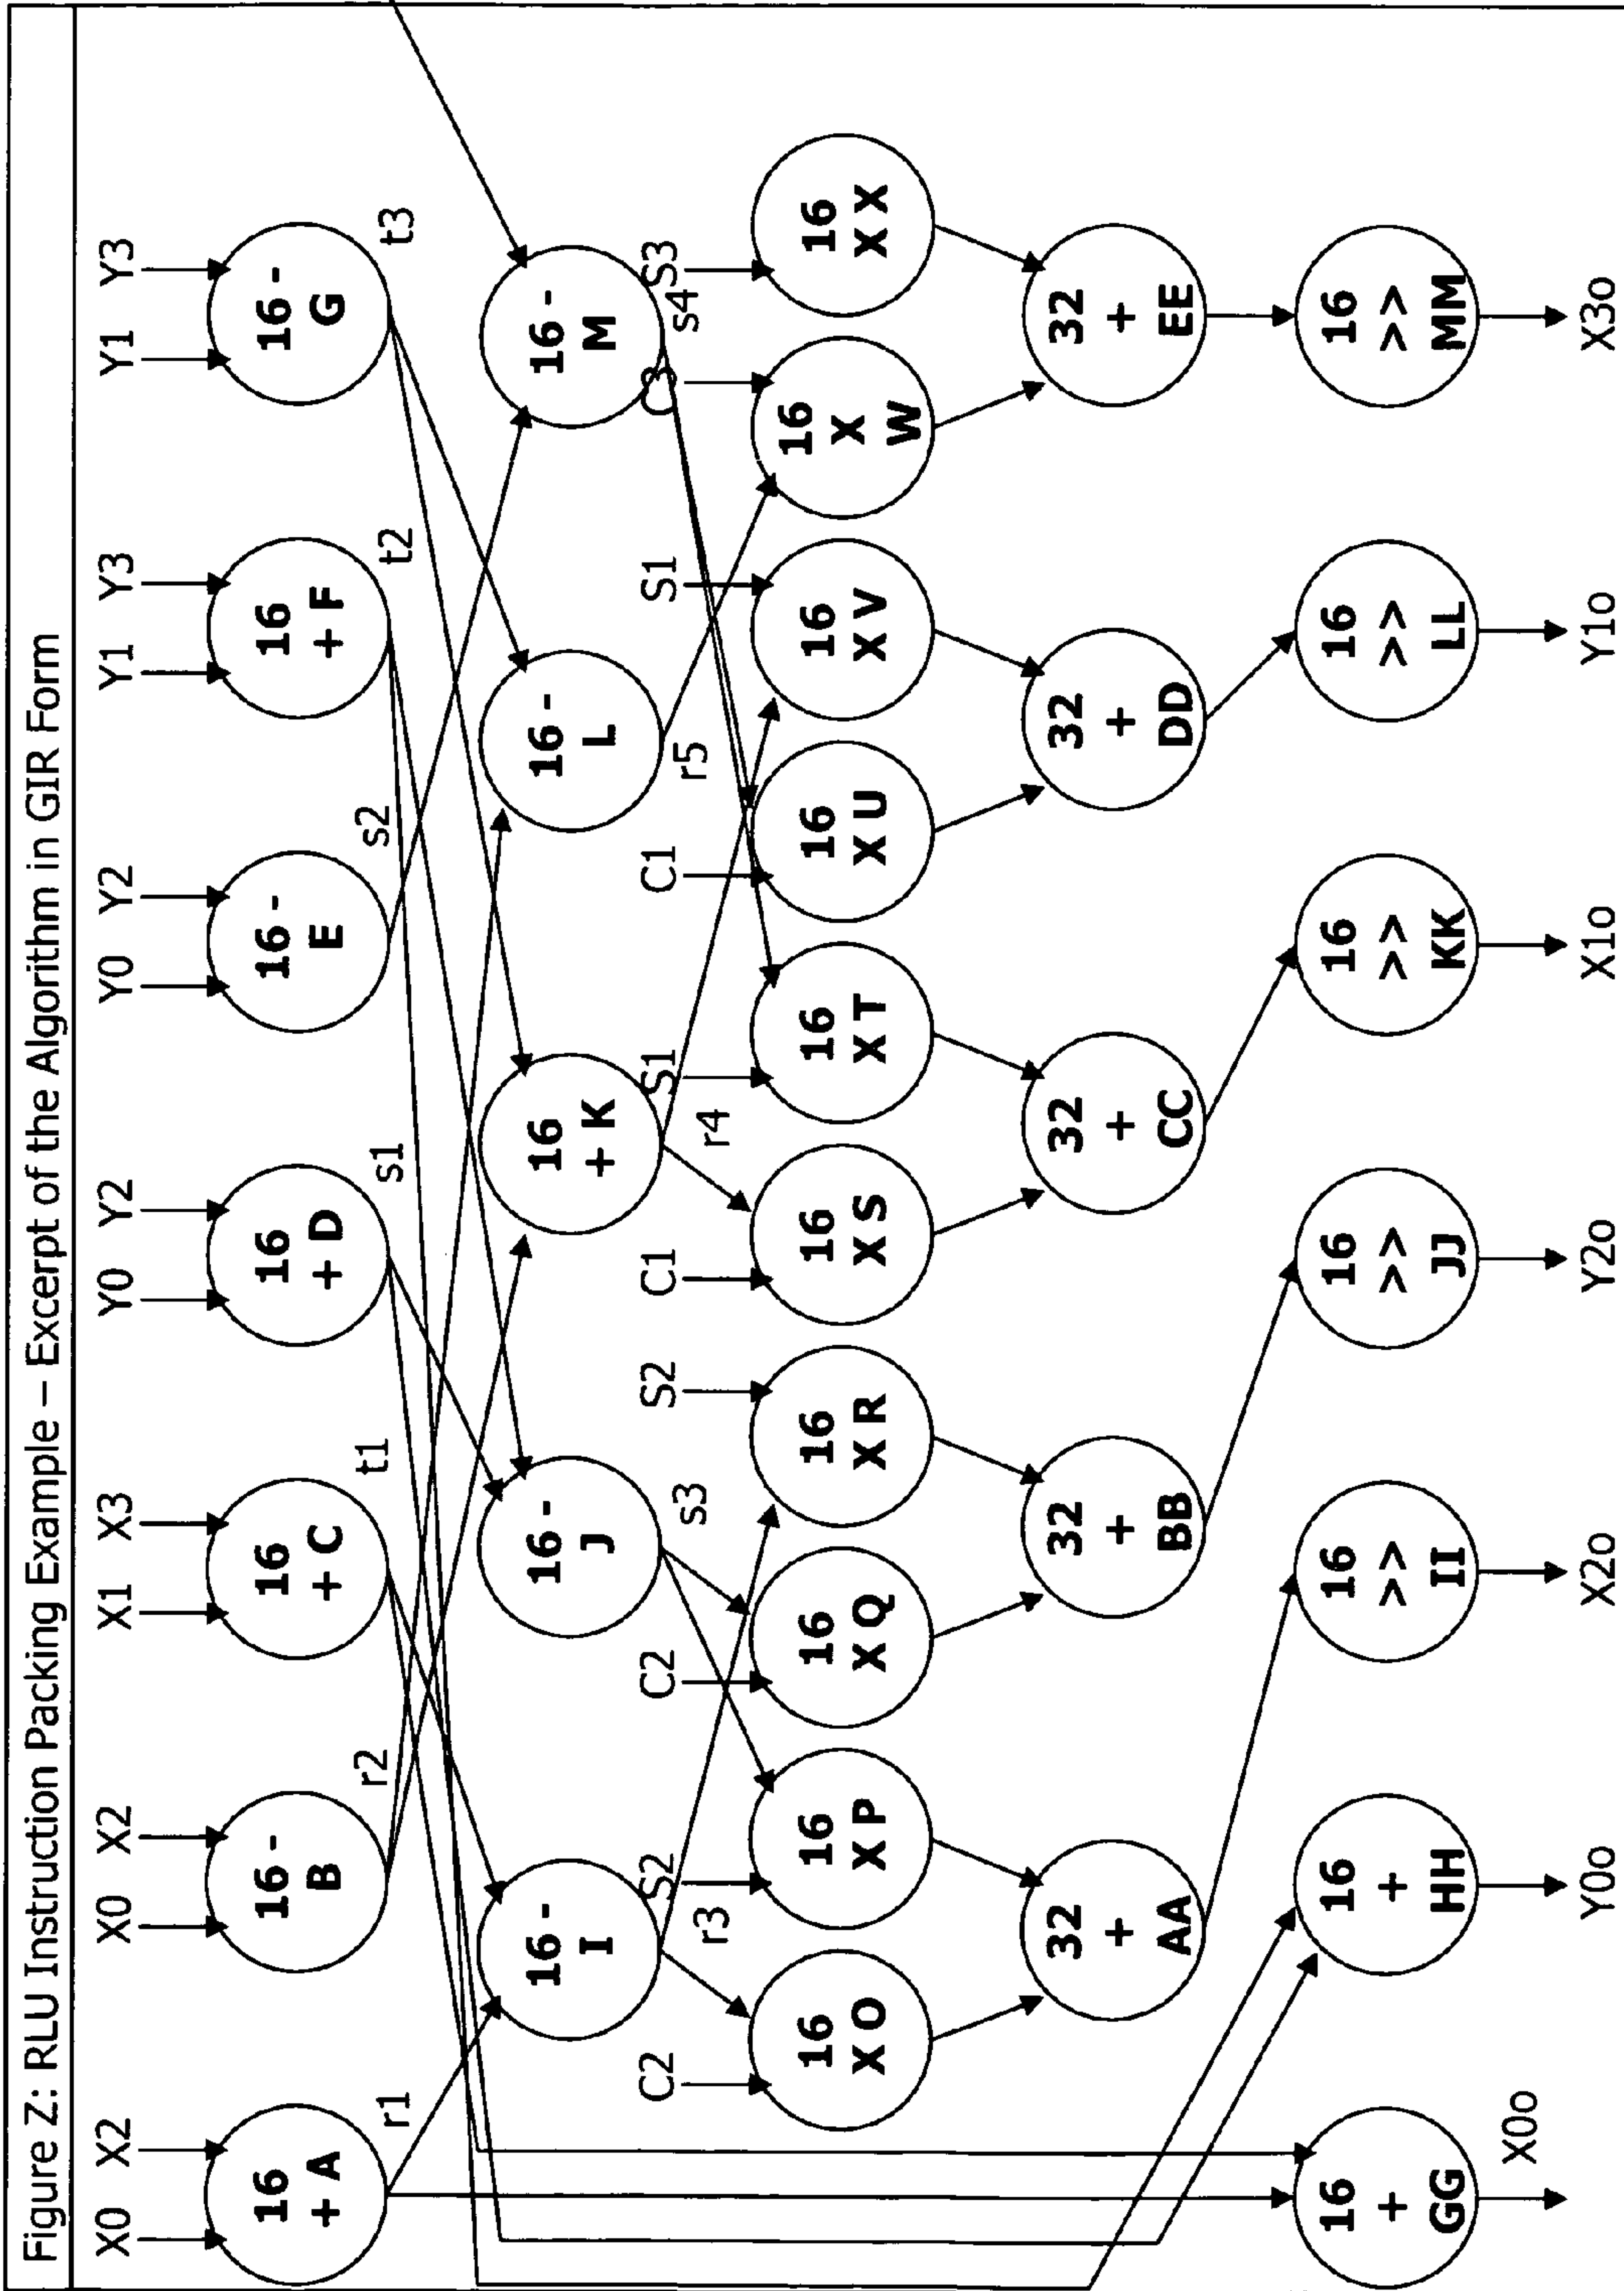 Figure Z: RLU Instruction Packing Example – Excerpt of the Algorithm in GIR Form
X0 X2 X0 X2 X1 X3 Y0 Y2 Y0 Y2 Y1 Y3 Y1 Y3
16
+ A
16 -
B
16
+ C
16
+ D
16 -
E
16
+ F
16 -
G
r1 r2 t1 s1 s2 t2 t3
16 -
I
16 -
J
16
+ K
16 -
L
16 -
M
C2 S2 C2 S2 C1 S1 C1 S1 C3 S3
r3 s3 r4 r5 s4
16
X O
16
X P
16
X Q
16
X R
16
X S
16
X T
16
X U
16
X V
16
X
W
16
X X
32
+
AA
32
+
BB
32
+
CC
32
+
DD
32
+
EE
16
+
GG
16
+
HH
16
>>
II
16
>>
JJ
16
>>
KK
16
>>
LL
16
>>
MM
X0o Y0o X2o Y2o X1o Y1o X3o